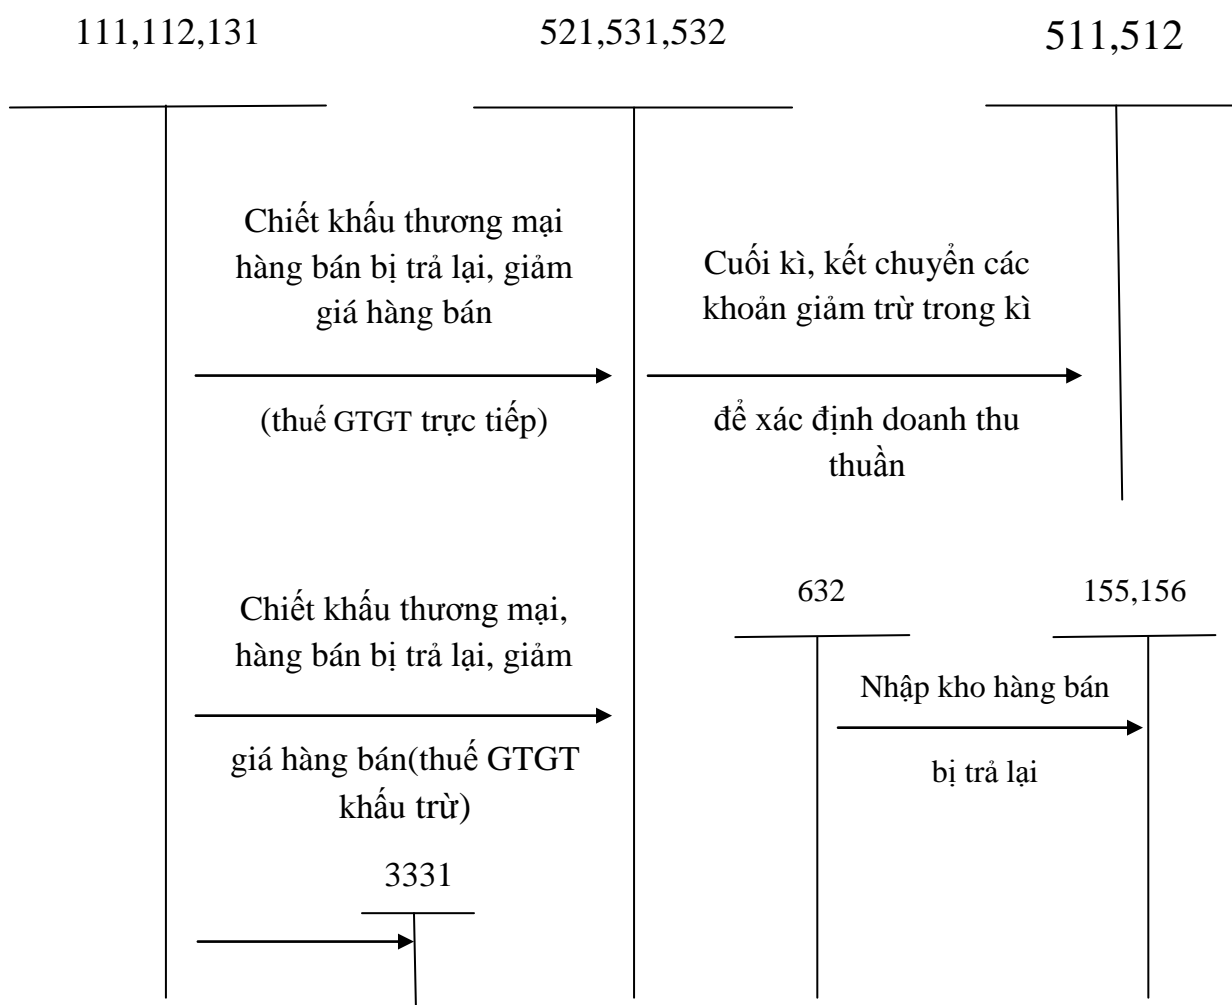 111,112,131
521,531,532
511,512
Chiết khấu thương mại
hàng bán bị trả lại, giảm
giá hàng bán
(thuế GTGT trực tiếp)
Cuối kì, kết chuyển các
khoản giảm trừ trong kì
để xác định doanh thu
thuần
Chiết khấu thương mại,
hàng bán bị trả lại, giảm
giá hàng bán(thuế GTGT
khấu trừ)
3331
632
155,156
Nhập kho hàng bán
bị trả lại